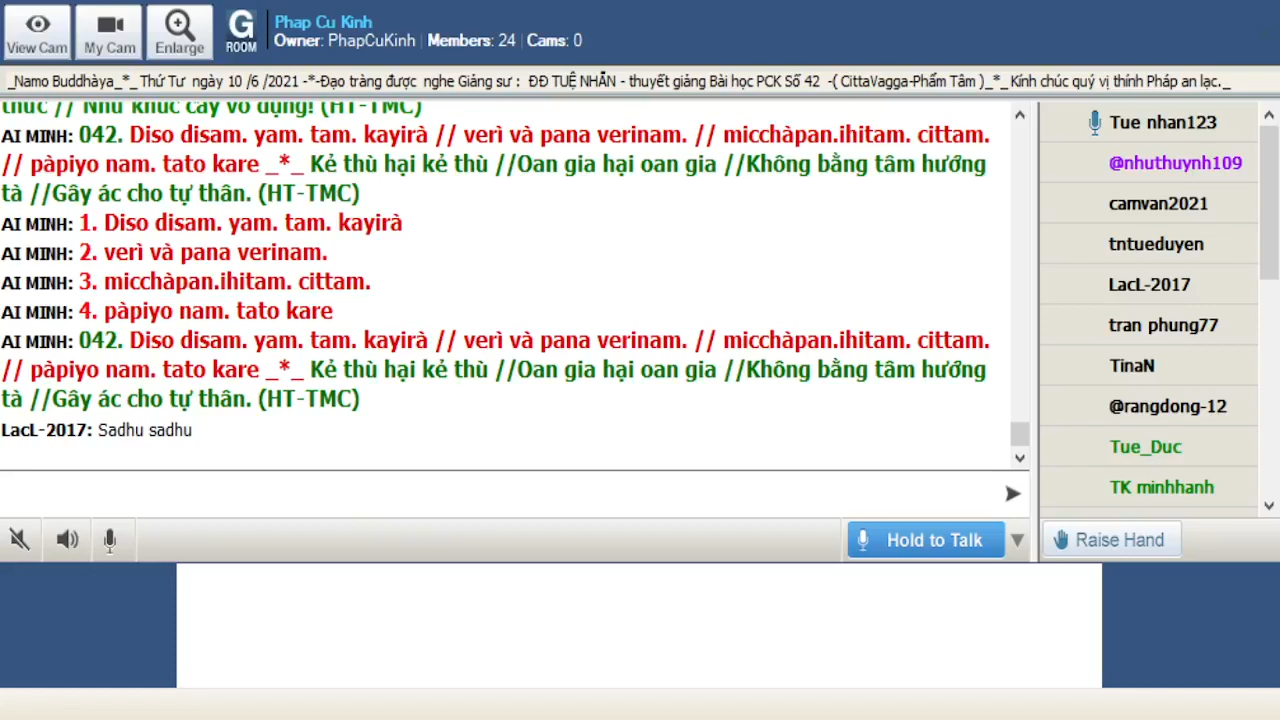 View Cam
My Cam
Enlarge
G
ROOM
Phap Cu Kinh
Owner: PhapCuKinh | Members: 24 | Cams: 0
_Namo Buddhàya_*_ Thứ Tư ngày 10 /6 /2021 -*-Đạo tràng được nghe Giảng sư : ĐĐ TUỆ NHẪN - thuyết giảng Bài học PCK Số 42 -( CittaVagga-Phẩm Tâm )_*_ Kính chúc quý vị thính Pháp an lạc._
thức // Như khúc cây vô dụng! (HT-TMC)
AI MINH: 042. Diso disam. yam. tam. kayirà // verì và pana verinam. // micchàpan.ihitam. cittam.
// pàpiyo nam. tato kare _*_ Kẻ thù hại kẻ thù //Oan gia hại oan gia //Không bằng tâm hướng
tà //Gây ác cho tự thân. (HT-TMC)
AI MINH: 1. Diso disam. yam. tam. kayirà
AI MINH: 2. verì và pana verinam.
AI MINH: 3. micchàpan.ihitam. cittam.
AI MINH: 4. pàpiyo nam. tato kare
AI MINH: 042. Diso disam. yam. tam. kayirà // verì và pana verinam. // micchàpan.ihitam. cittam.
// pàpiyo nam. tato kare _*_ Kẻ thù hại kẻ thù //Oan gia hại oan gia //Không bằng tâm hướng
tà //Gây ác cho tự thân. (HT-TMC)
LacL-2017: Sadhu sadhu
Tue nhan123
@nhuthuynh109
camvan2021
tntueduyen
LacL-2017
tran phung77
TinaN
@rangdong-12
Tue_Duc
TK minhhanh
Hold to Talk
Raise Hand